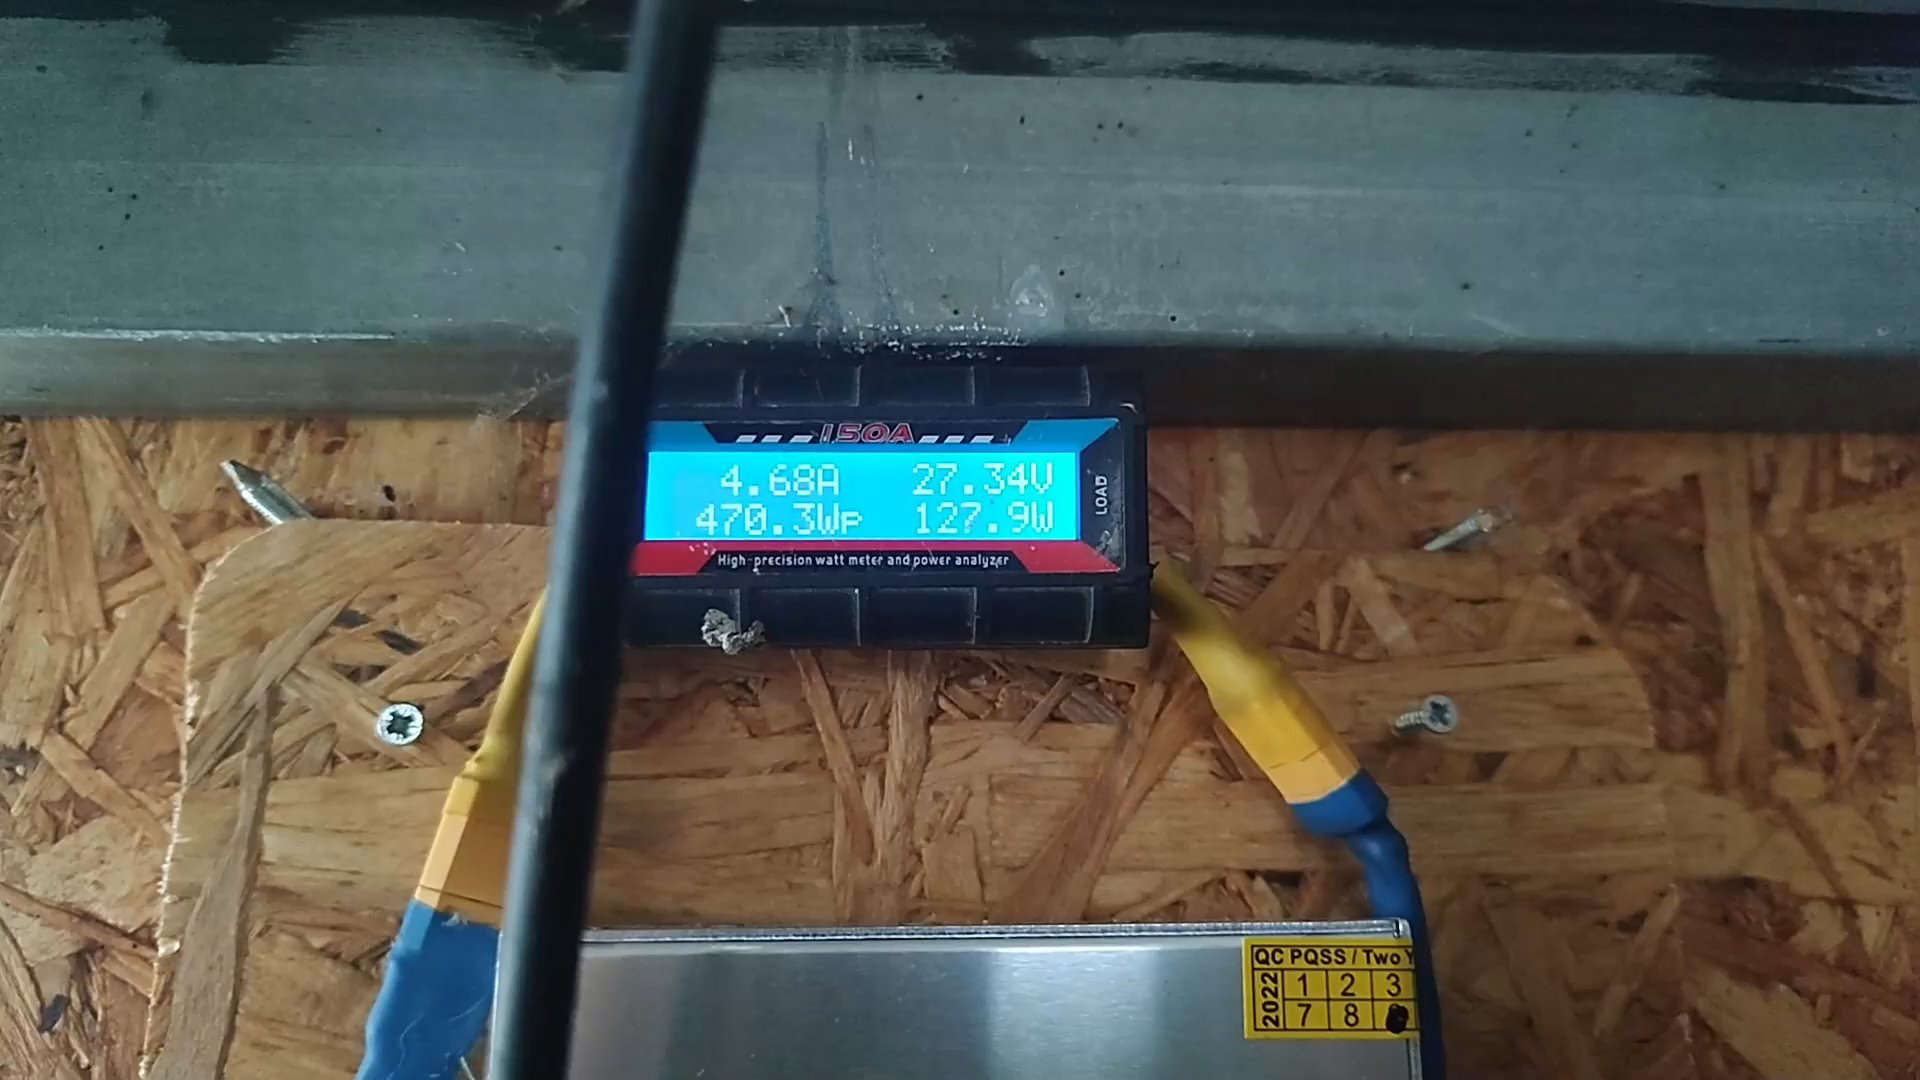 150A
4.68A 27.34V
470.3Wp 127.9W
LOAD
High-precision watt meter and power analyzer
QC PQSS / Two
2022 1 2 3
7 8